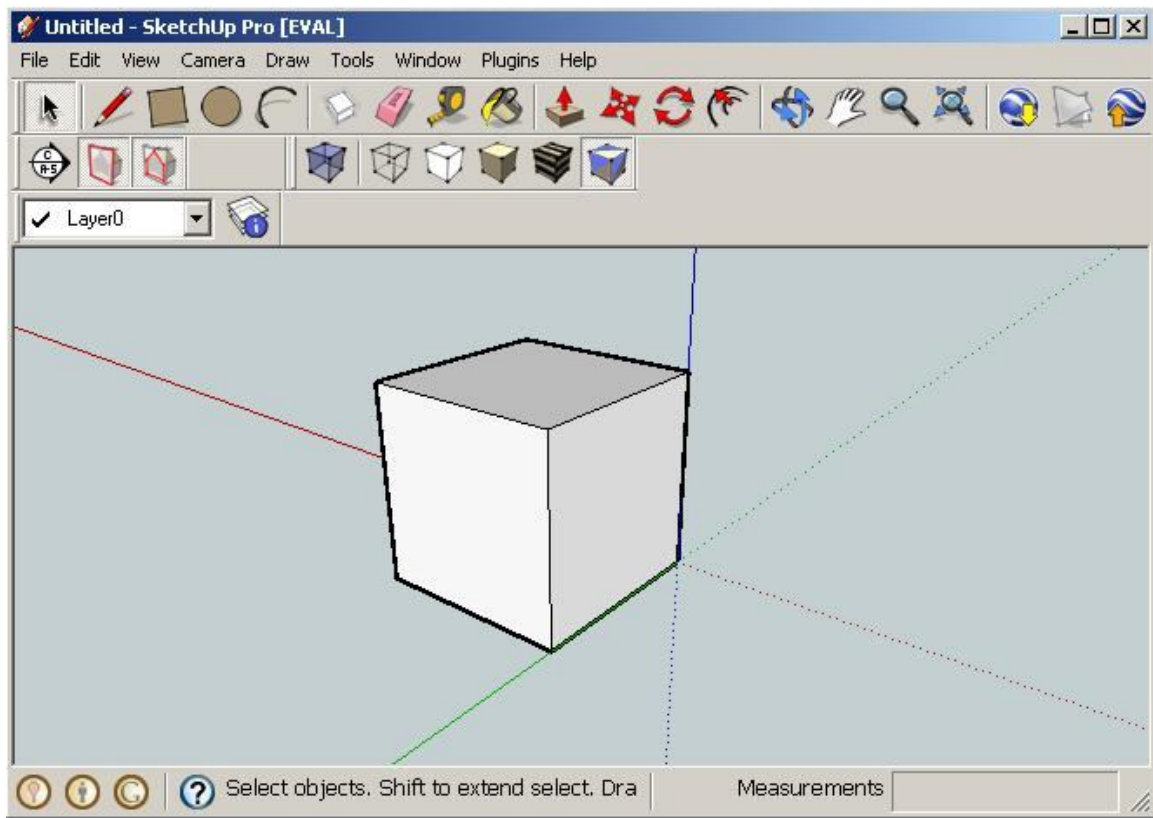 Untitled - SketchUp Pro [EVAL]
File Edit View Camera Draw Tools Window Plugins Help
C
A-5
Layer0
Select objects. Shift to extend select. Dra
Measurements